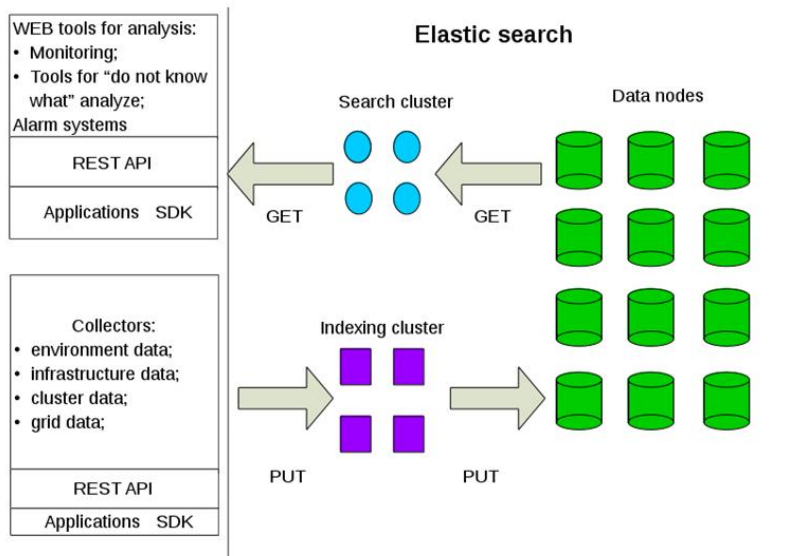 WEB tools for analysis:
• Monitoring;
• Tools for “do not know
what” analyze;
Alarm systems
REST API
Applications SDK
Elastic search
Search cluster
Data nodes
GET
GET
Collectors:
• environment data;
• infrastructure data;
• cluster data;
• grid data;
REST API
Applications SDK
Indexing cluster
PUT
PUT